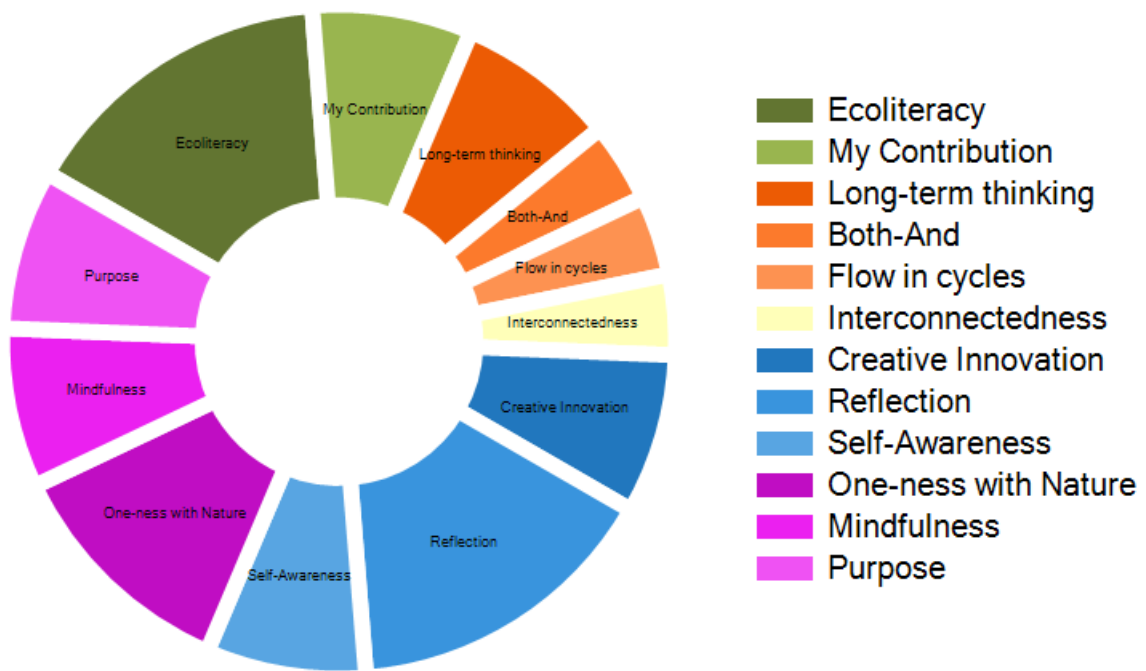 My Contribution
Long-term thinking
Ecoliteracy
Both-And
Flow in cycles
Purpose
Interconnectedness
Mindfulness
Creative Innovation
One-ness with Nature
Reflection
Self-Awareness
Ecoliteracy
My Contribution
Long-term thinking
Both-And
Flow in cycles
Interconnectedness
Creative Innovation
Reflection
Self-Awareness
One-ness with Nature
Mindfulness
Purpose